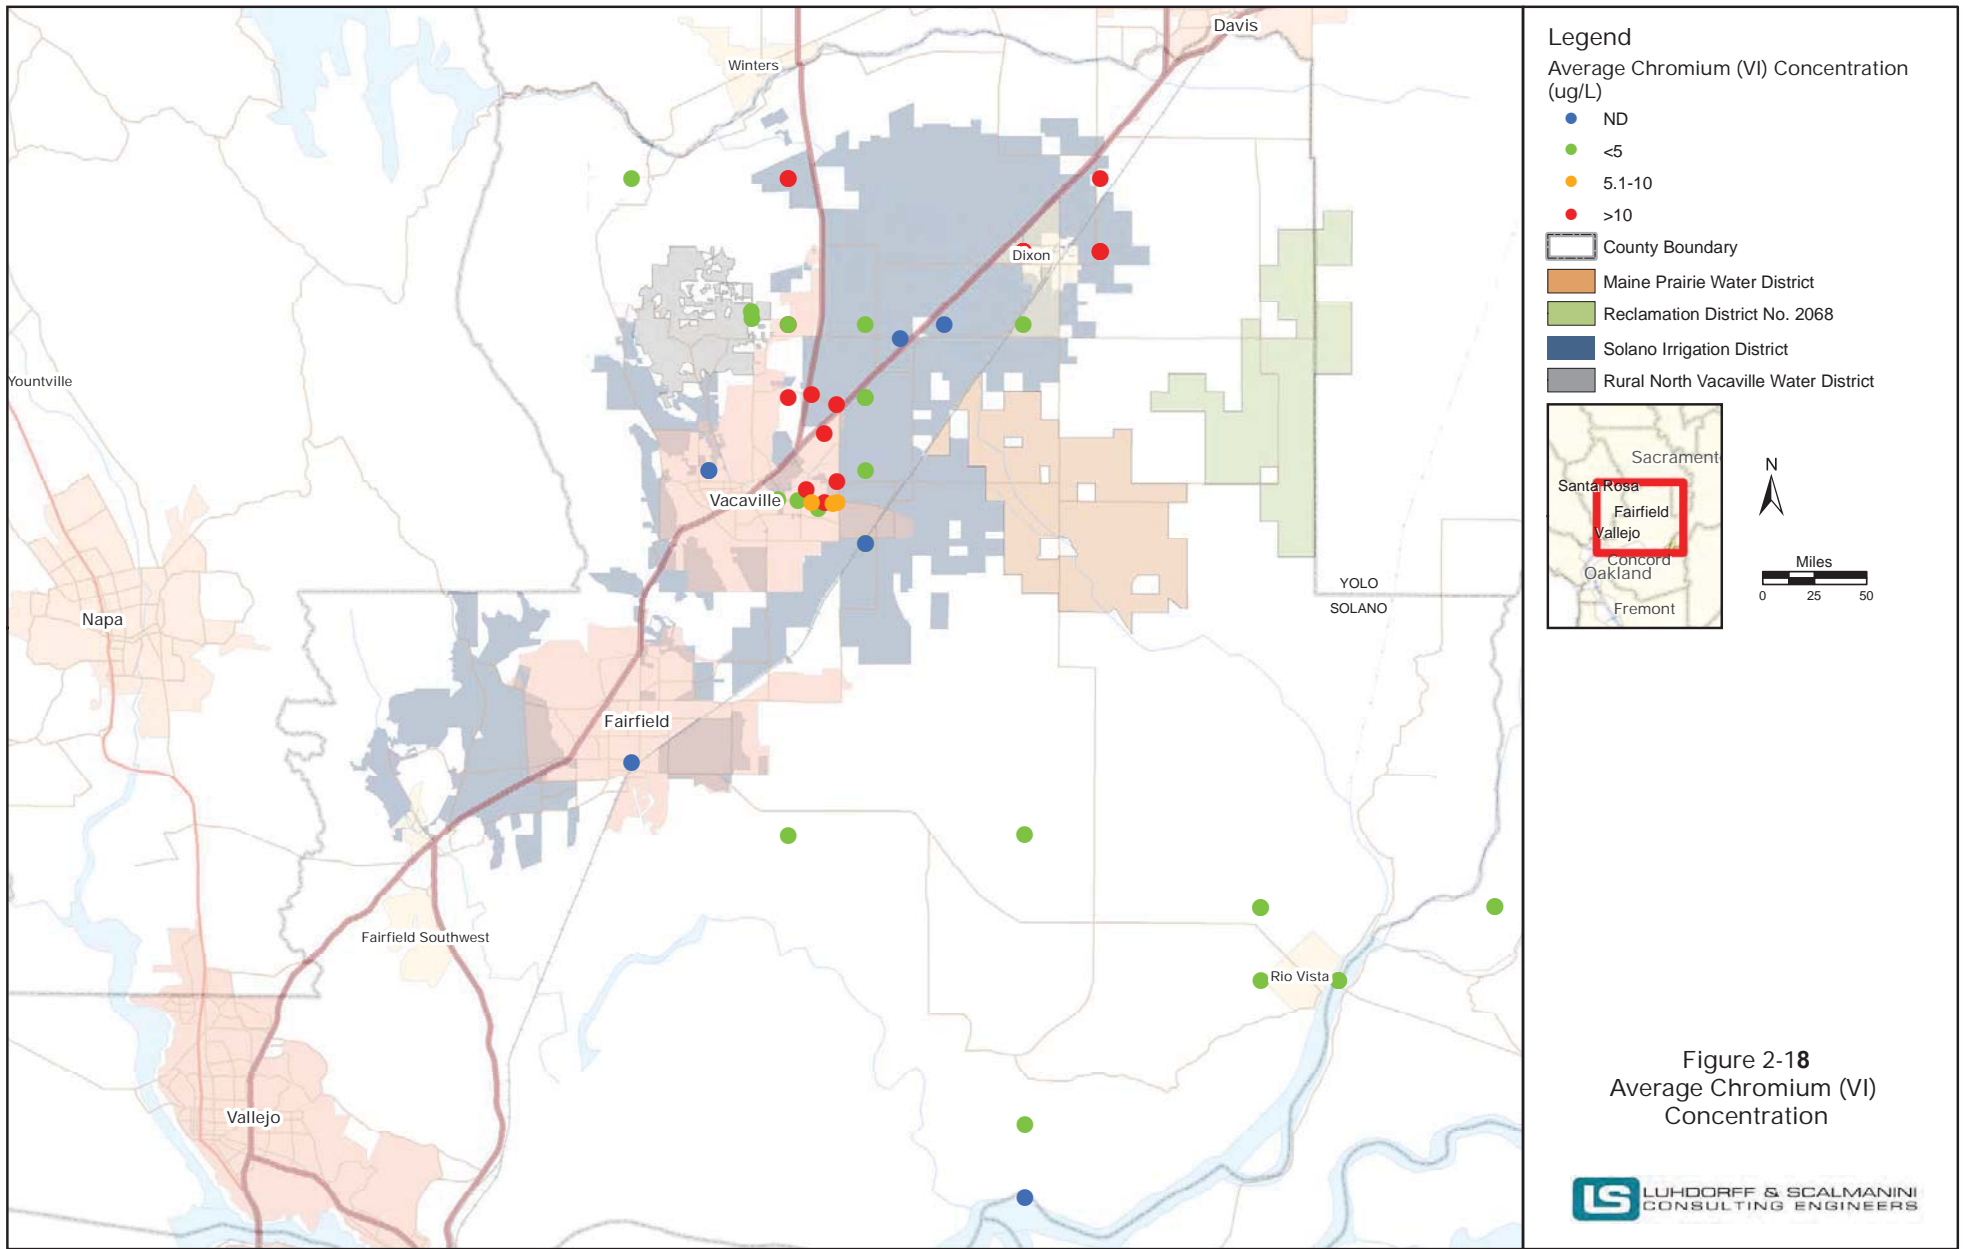 Davis
Winters
Dixon
Yountville
Vacaville
Napa
YOLO
SOLANO
Fairfield
Fairfield Southwest
Rio Vista
Vallejo
Legend
Average Chromium (VI) Concentration
(ug/L)
ND
<5
5.1-10
>10
County Boundary
Maine Prairie Water District
Reclamation District No. 2068
Solano Irrigation District
Rural North Vacaville Water District
Sacrament
Santa Rosa
Fairfield
Vallejo
Concord
Oakland
Fremont
N
Miles
0 25 50
Figure 2-18
Average Chromium (VI)
Concentration
LS LUHDORFF & SCALMANINI
CONSULTING ENGINEERS